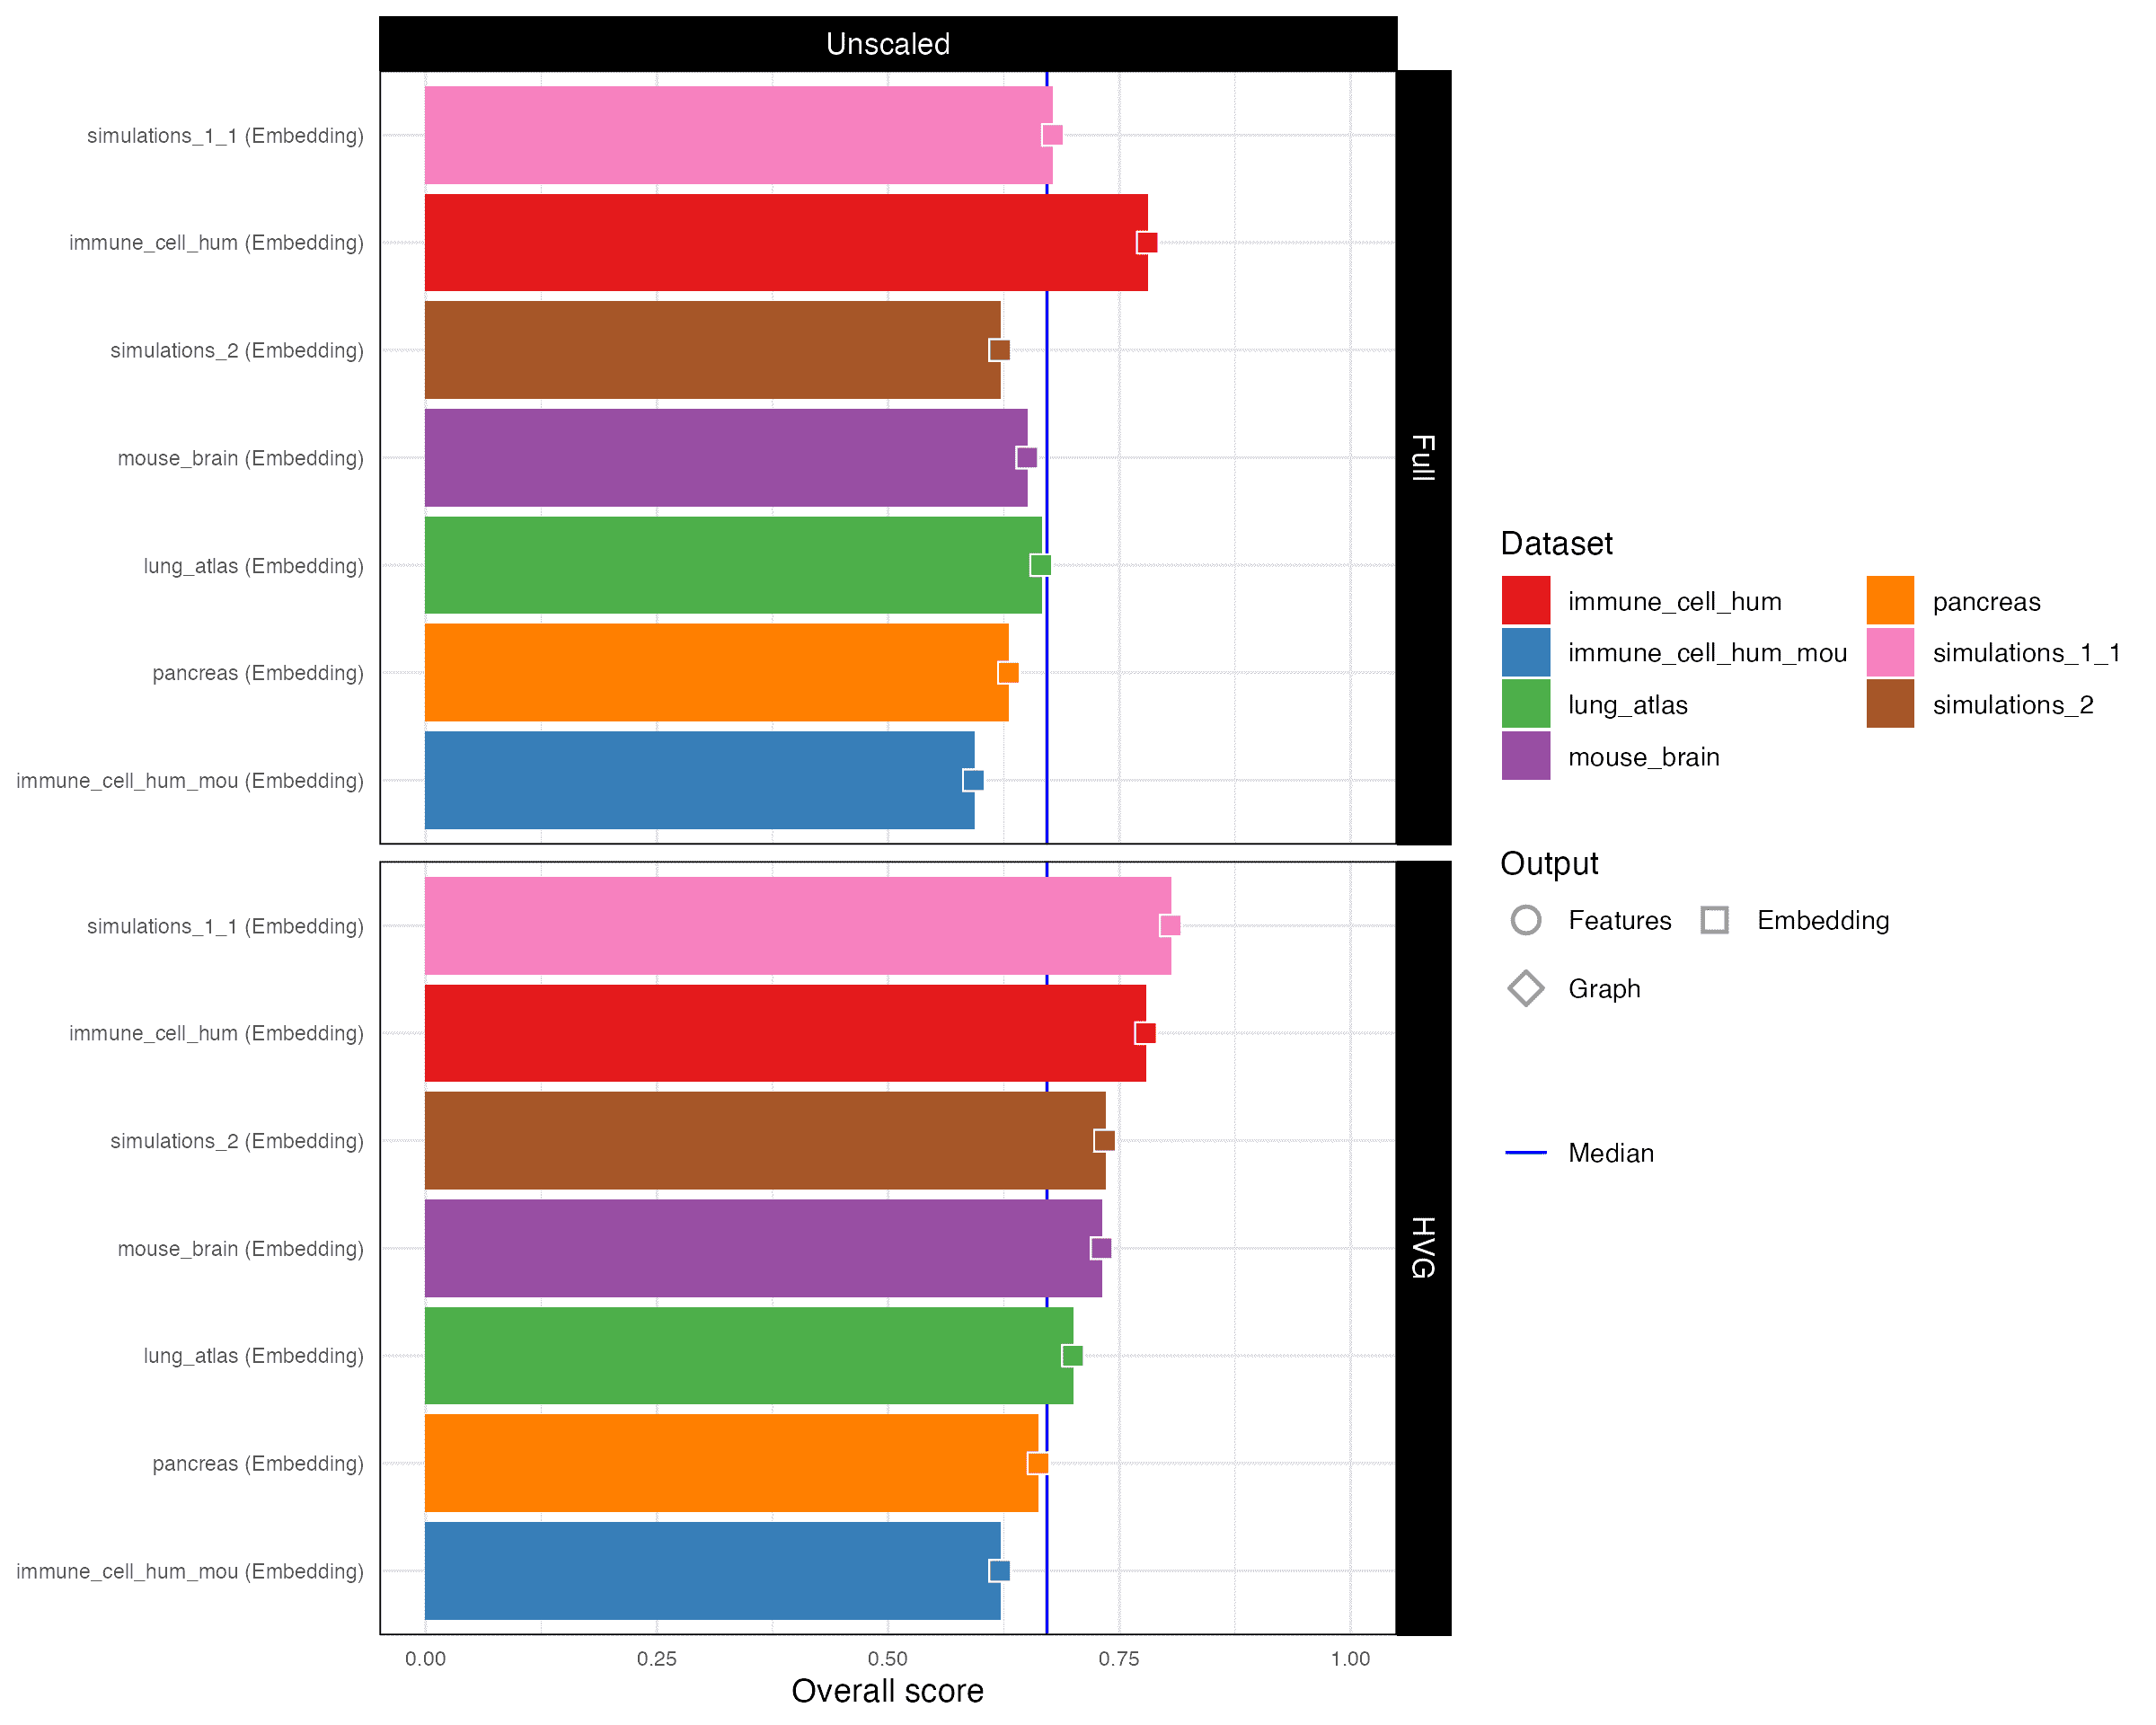 Unscaled
simulations_1_1 (Embedding)
immune_cell_hum (Embedding)
simulations_2 (Embedding)
mouse_brain (Embedding)
lung_atlas (Embedding)
pancreas (Embedding)
immune_cell_hum_mou (Embedding)
Full
simulations_1_1 (Embedding)
immune_cell_hum (Embedding)
simulations_2 (Embedding)
mouse_brain (Embedding)
lung_atlas (Embedding)
pancreas (Embedding)
immune_cell_hum_mou (Embedding)
HVG
0.00 0.25 0.50 0.75 1.00
Overall score
Dataset
immune_cell_hum pancreas
immune_cell_hum_mou simulations_1_1
lung_atlas simulations_2
mouse_brain
Output
Features Embedding
Graph
Median